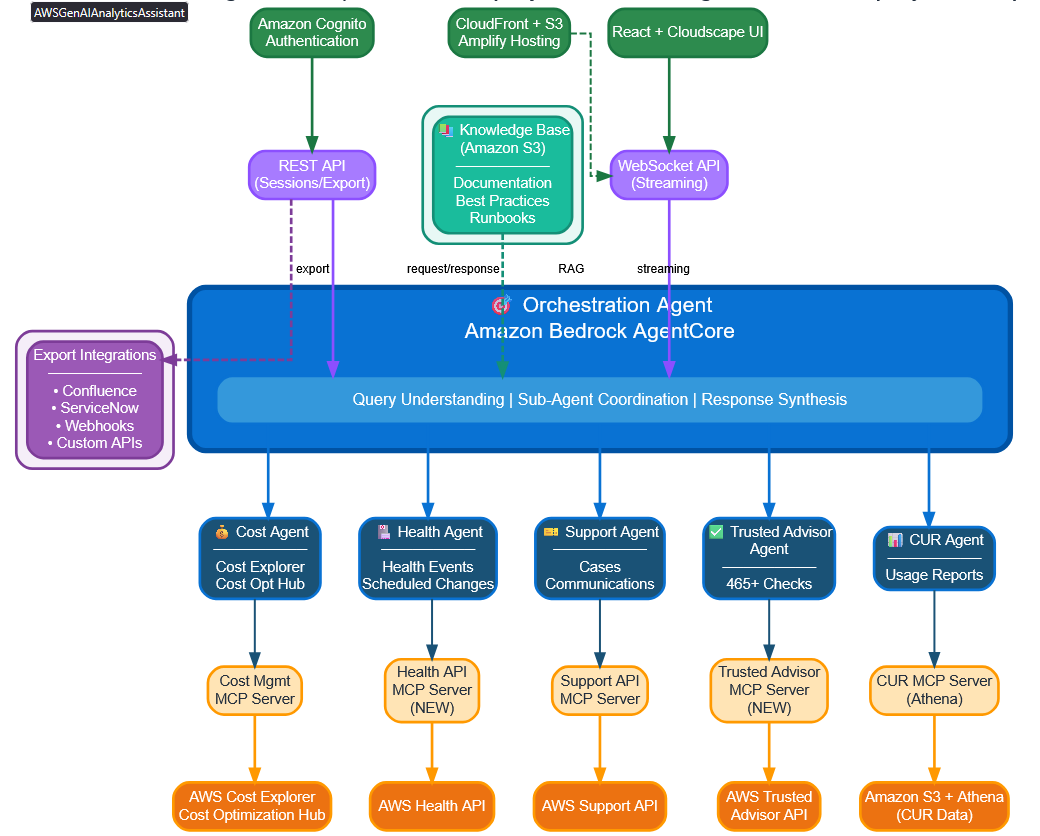 AWSGenAIAnalyticsAssistant
Amazon Cognito
Authentication
CloudFront + S3
Amplify Hosting
React + Cloudscape UI
Knowledge Base
(Amazon S3)
Documentation
Best Practices
Runbooks
REST API
(Sessions/Export)
WebSocket API
(Streaming)
export
request/response
RAG
streaming
Orchestration Agent
Amazon Bedrock AgentCore
Query Understanding | Sub-Agent Coordination | Response Synthesis
Export Integrations
• Confluence
• ServiceNow
• Webhooks
• Custom APIs
Cost Agent
Cost Explorer
Cost Opt Hub
Health Agent
Health Events
Scheduled Changes
Support Agent
Cases
Communications
Trusted Advisor
Agent
465+ Checks
CUR Agent
Usage Reports
Cost Mgmt
MCP Server
Health API
MCP Server
(NEW)
Support API
MCP Server
Trusted Advisor
MCP Server
(NEW)
CUR MCP Server
(Athena)
AWS Cost Explorer
Cost Optimization Hub
AWS Health API
AWS Support API
AWS Trusted
Advisor API
Amazon S3 + Athena
(CUR Data)